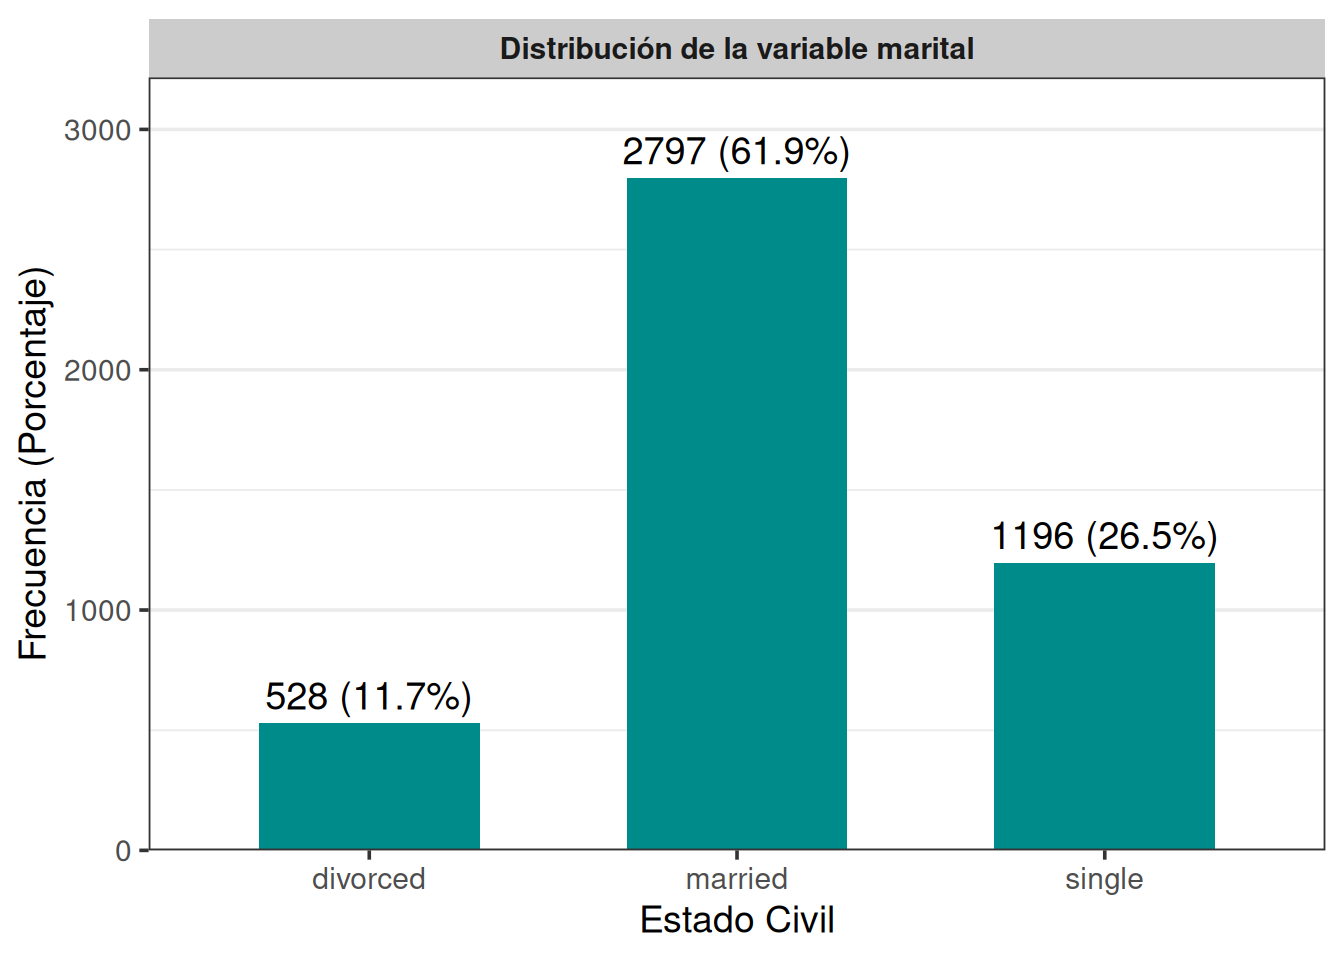 Distribución de la variable marital
Frecuencia (Porcentaje)
3000
2000
1000
0
528 (11.7%)
2797 (61.9%)
1196 (26.5%)
divorced
married
single
Estado Civil